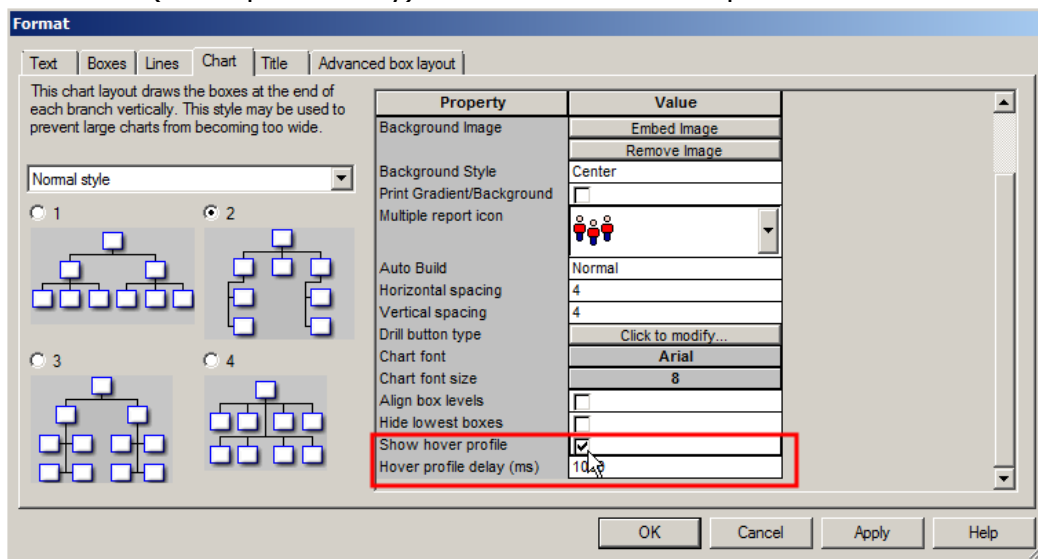 Format
Text Boxes Lines Chart Title Advanced box layout
This chart layout draws the boxes at the end of
each branch vertically. This style may be used to
prevent large charts from becoming too wide.
Normal style
1 2
3 4
Property Value
Background Image Embed Image
Remove Image
Background Style Center
Print Gradient/Background
Multiple report icon
Auto Build Normal
Horizontal spacing 4
Vertical spacing 4
Drill button type Click to modify...
Chart font Arial
Chart font size 8
Align box levels
Hide lowest boxes
Show hover profile
Hover profile delay (ms)
OK Cancel Apply Help